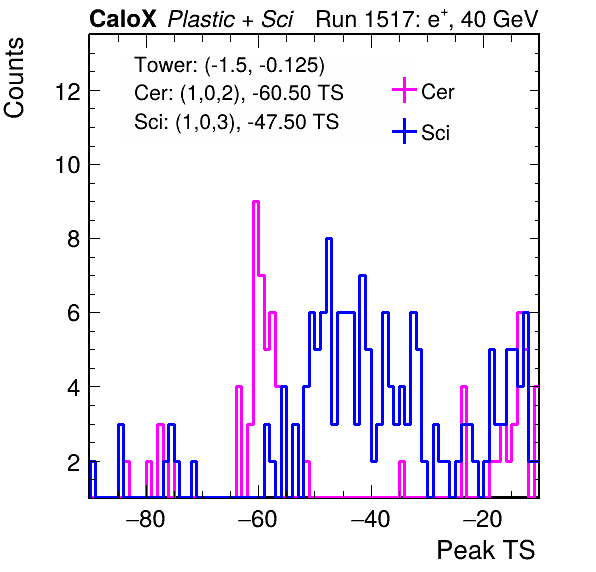 CaloX Plastic + Sci Run 1517: e⁺, 40 GeV
Counts
Tower: (-1.5, -0.125)
Cer: (1,0,2), -60.50 TS
Sci: (1,0,3), -47.50 TS
Cer
Sci
12
10
8
6
4
2
−80 −60 −40 −20
Peak TS